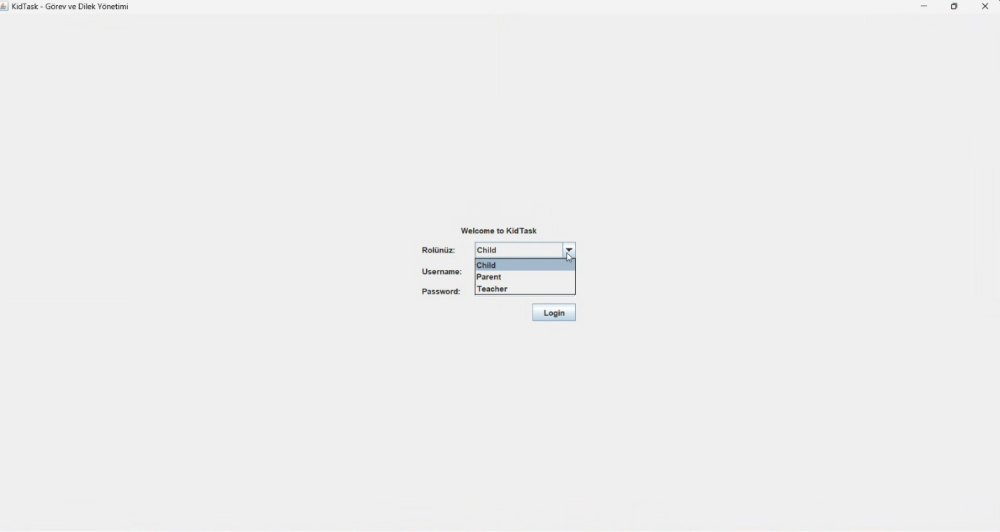 KidTask - Görev ve Dilek Yönetimi
Welcome to KidTask
Rolünüz: Child
Child
Username:
Parent
Password:
Teacher
Login